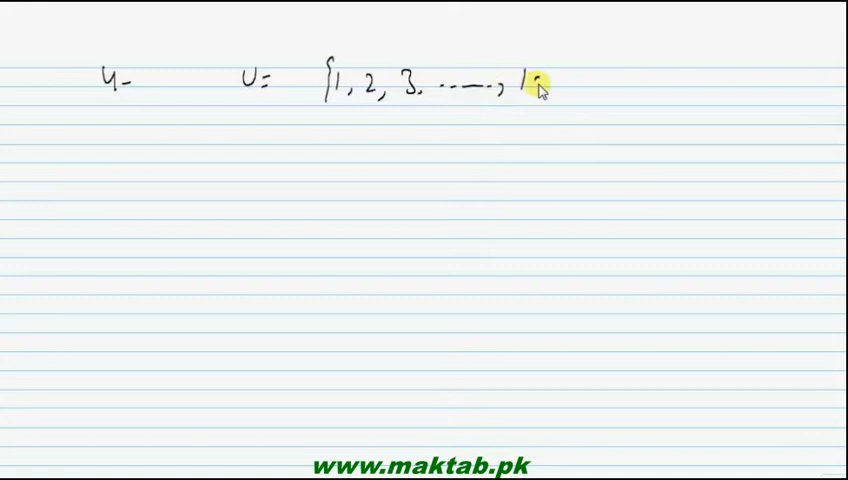 4- U= {1, 2, 3, ......, 1
www.maktab.pk